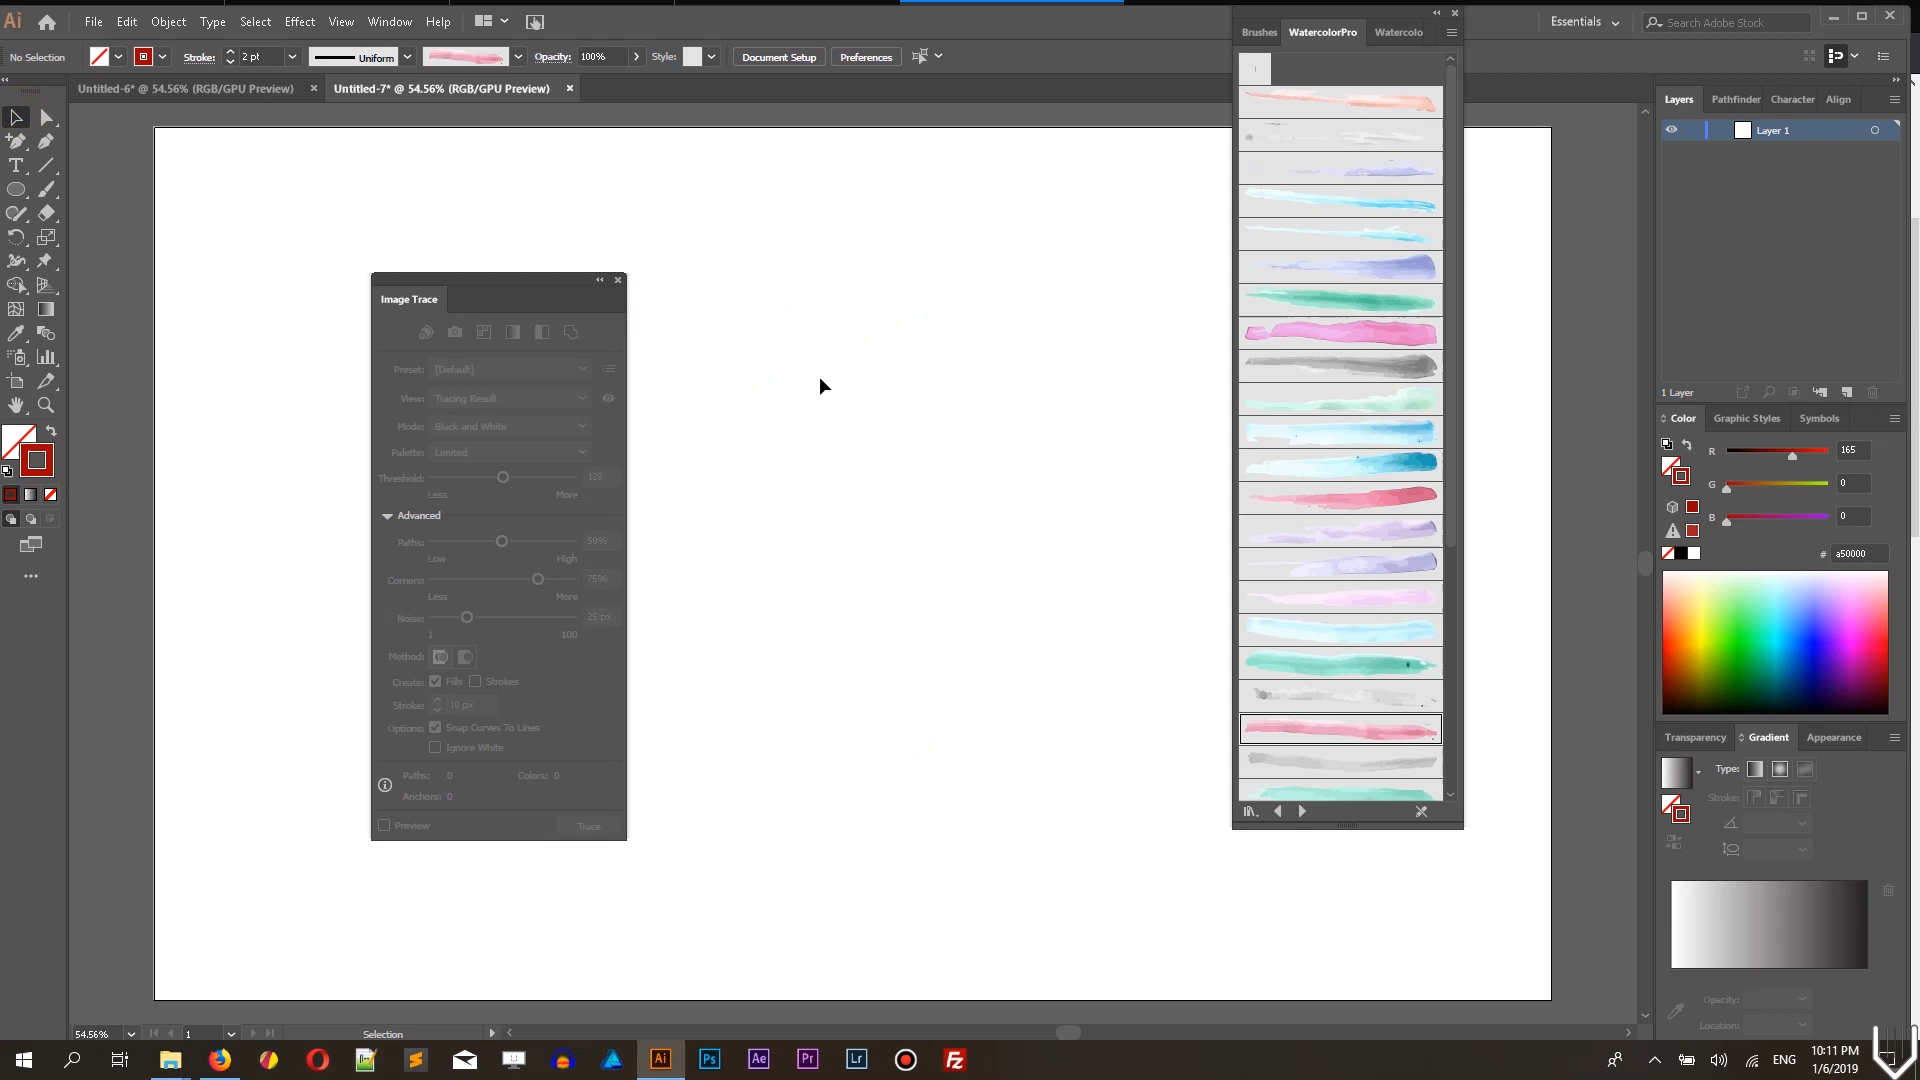 Ai File Edit Object Type Select Effect View Window Help Essentials Search Adobe Stock
No Selection Stroke: 2 pt Uniform Opacity: 100% Style: Document Setup Preferences
Untitled-6* @ 54.56% (RGB/GPU Preview) Untitled-7* @ 54.56% (RGB/GPU Preview)
Brushes WatercolorPro Watercolo
Layers Pathfinder Character Align
Layer 1
1 Layer
Color Graphic Styles Symbols
R 165
G 0
B 0
# a50000
Transparency Gradient Appearance
Type:
Stroke:
Opacity:
Location:
Image Trace
Preset: [Default]
View: Tracing Result
Mode: Black and White
Palette: Limited
Threshold: 128
Less More
Advanced
Paths: 50%
Low High
Corners: 75%
Less More
Noise: 25 px
1 100
Method:
Create: Fills Strokes
Stroke: 10 px
Options: Snap Curves To Lines
Ignore White
Paths: 0 Colors: 0
Anchors: 0
Preview Trace
54.56% 1 Selection
Ai Ps Ae Pr Lr Fz
ENG
10:11 PM
1/6/2019